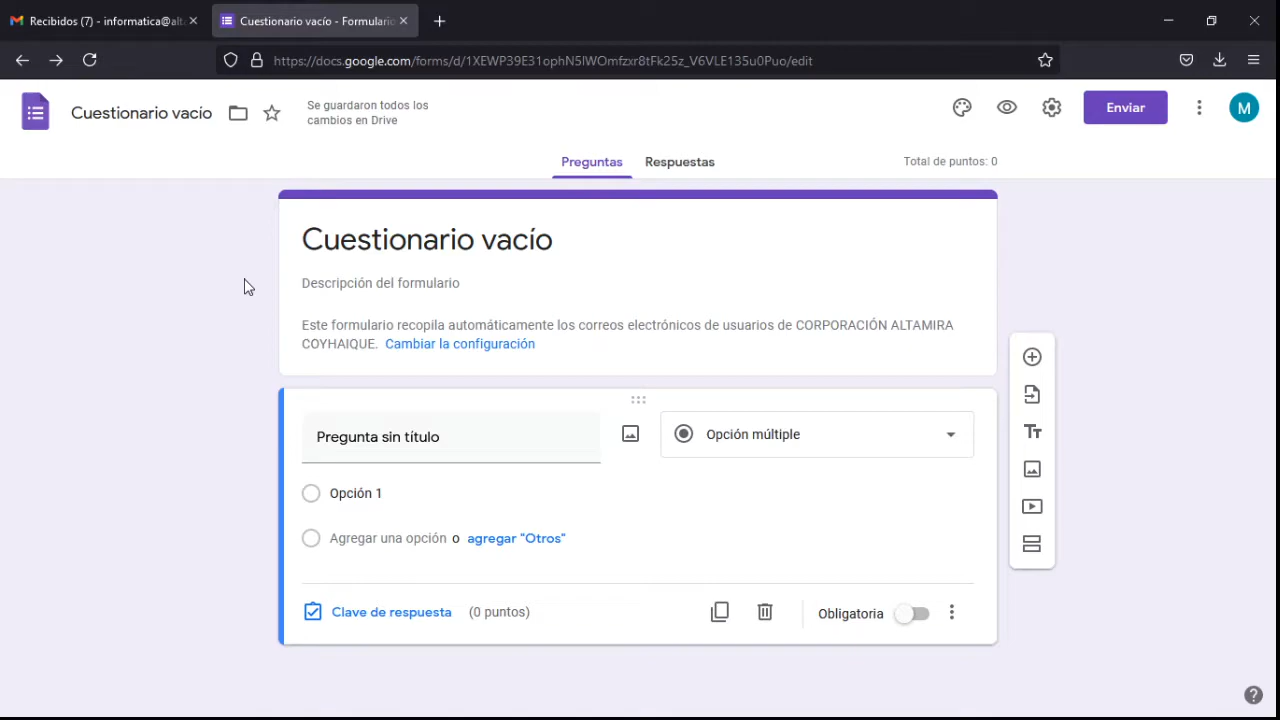 Recibidos (7) - informatica@alt
Cuestionario vacío - Formulario
https://docs.google.com/forms/d/1XEWP39E31ophN5lWOmfzxr8tFk25z_V6VLE135u0Puo/edit
Cuestionario vacío
Se guardaron todos los
cambios en Drive
Enviar
M
Preguntas
Respuestas
Total de puntos: 0
Cuestionario vacío
Descripción del formulario
Este formulario recopila automáticamente los correos electrónicos de usuarios de CORPORACIÓN ALTAMIRA
COYHAIQUE. Cambiar la configuración
Pregunta sin título
Opción múltiple
Opción 1
Agregar una opción o agregar "Otros"
Clave de respuesta (0 puntos)
Obligatoria